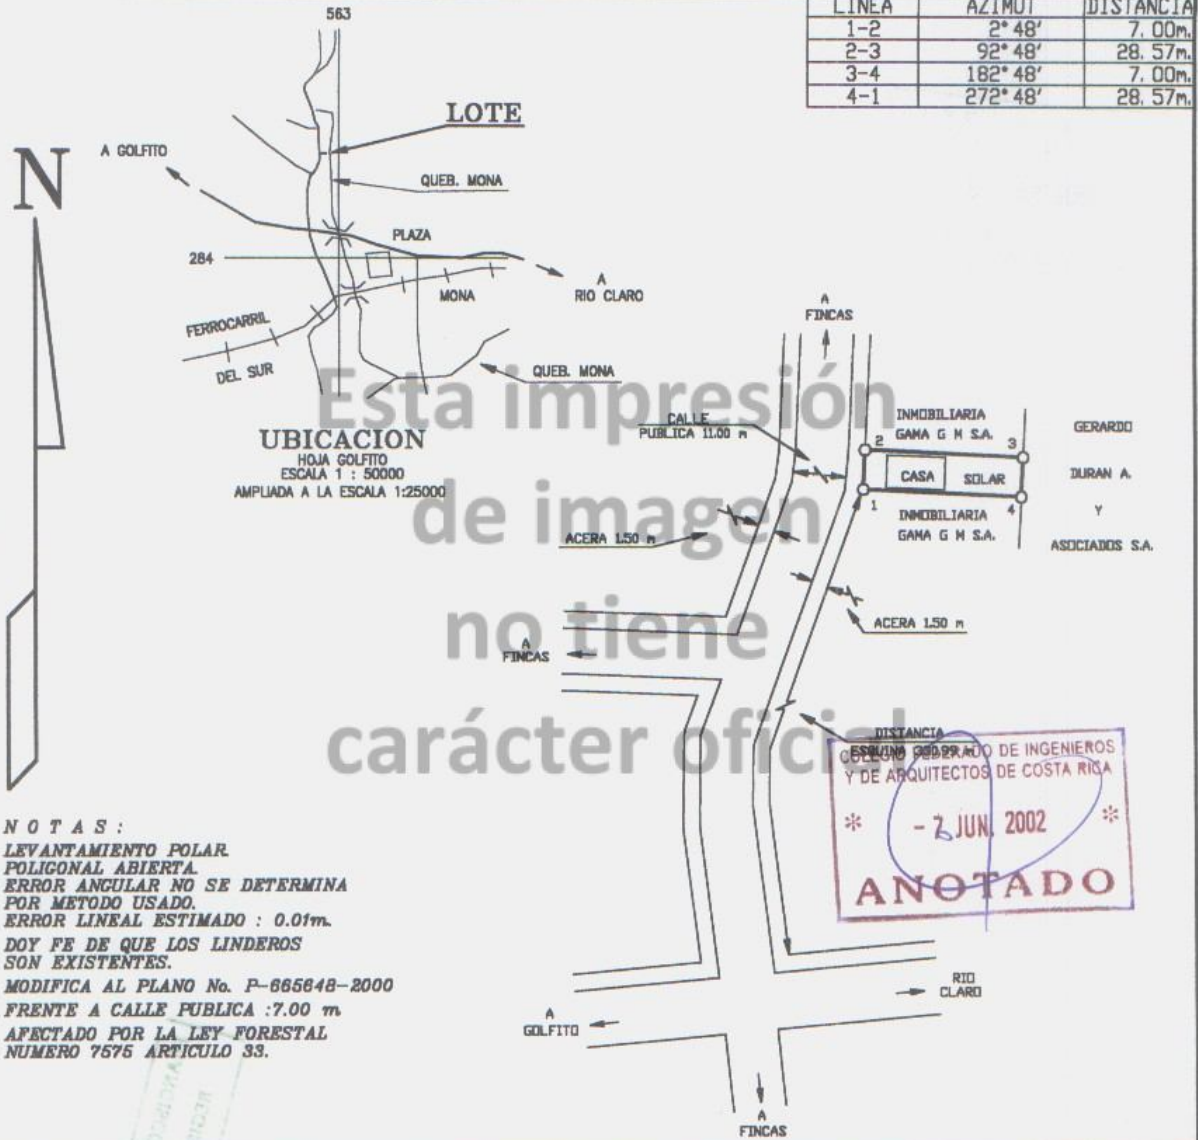 LINEA AZIMUT DISTANCIA
1-2 2°48' 7.00m.
2-3 92°48' 28.57m.
3-4 182°48' 7.00m.
4-1 272°48' 28.57m.
563
LOTE
N
A GOLFITO
QUEB. MONA
PLAZA
284
A
RIO CLARO
MONA
FERROCARRIL
DEL SUR
QUEB. MONA
UBICACION
HOJA GOLFITO
ESCALA 1 : 50000
AMPLIADA A LA ESCALA 1:25000
Esta impresión
de imagen
no tiene
carácter oficial
A
FINCAS
CALLE
PUBLICA 11.00 m
INMOBILIARIA
GAMA G M S.A.
2
3
CASA
SOLAR
1
4
INMOBILIARIA
GAMA G M S.A.
GERARDO
DURAN A.
Y
ASOCIADOS S.A.
ACERA 1.50 m
ACERA 1.50 m
A
FINCAS
DISTANCIA
ESQUINA 330.99 m
COLEGIO FEDERADO DE INGENIEROS
Y DE ARQUITECTOS DE COSTA RICA
* JUN. 2002 *
ANOTADO
RIO
CLARO
A
GOLFITO
A
FINCAS
NOTAS :
LEVANTAMIENTO POLAR.
POLIGONAL ABIERTA.
ERROR ANGULAR NO SE DETERMINA
POR METODO USADO.
ERROR LINEAL ESTIMADO : 0.01m.
DOY FE DE QUE LOS LINDEROS
SON EXISTENTES.
MODIFICA AL PLANO No. P-665648-2000
FRENTE A CALLE PUBLICA :7.00 m
AFECTADO POR LA LEY FORESTAL
NUMERO 7575 ARTICULO 33.